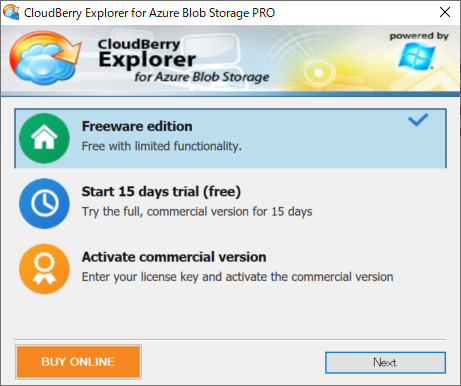 CloudBerry Explorer for Azure Blob Storage PRO
CloudBerry
Explorer
for Azure Blob Storage
powered by
Freeware edition
Free with limited functionality.
Start 15 days trial (free)
Try the full, commercial version for 15 days
Activate commercial version
Enter your license key and activate the commercial version
BUY ONLINE
Next